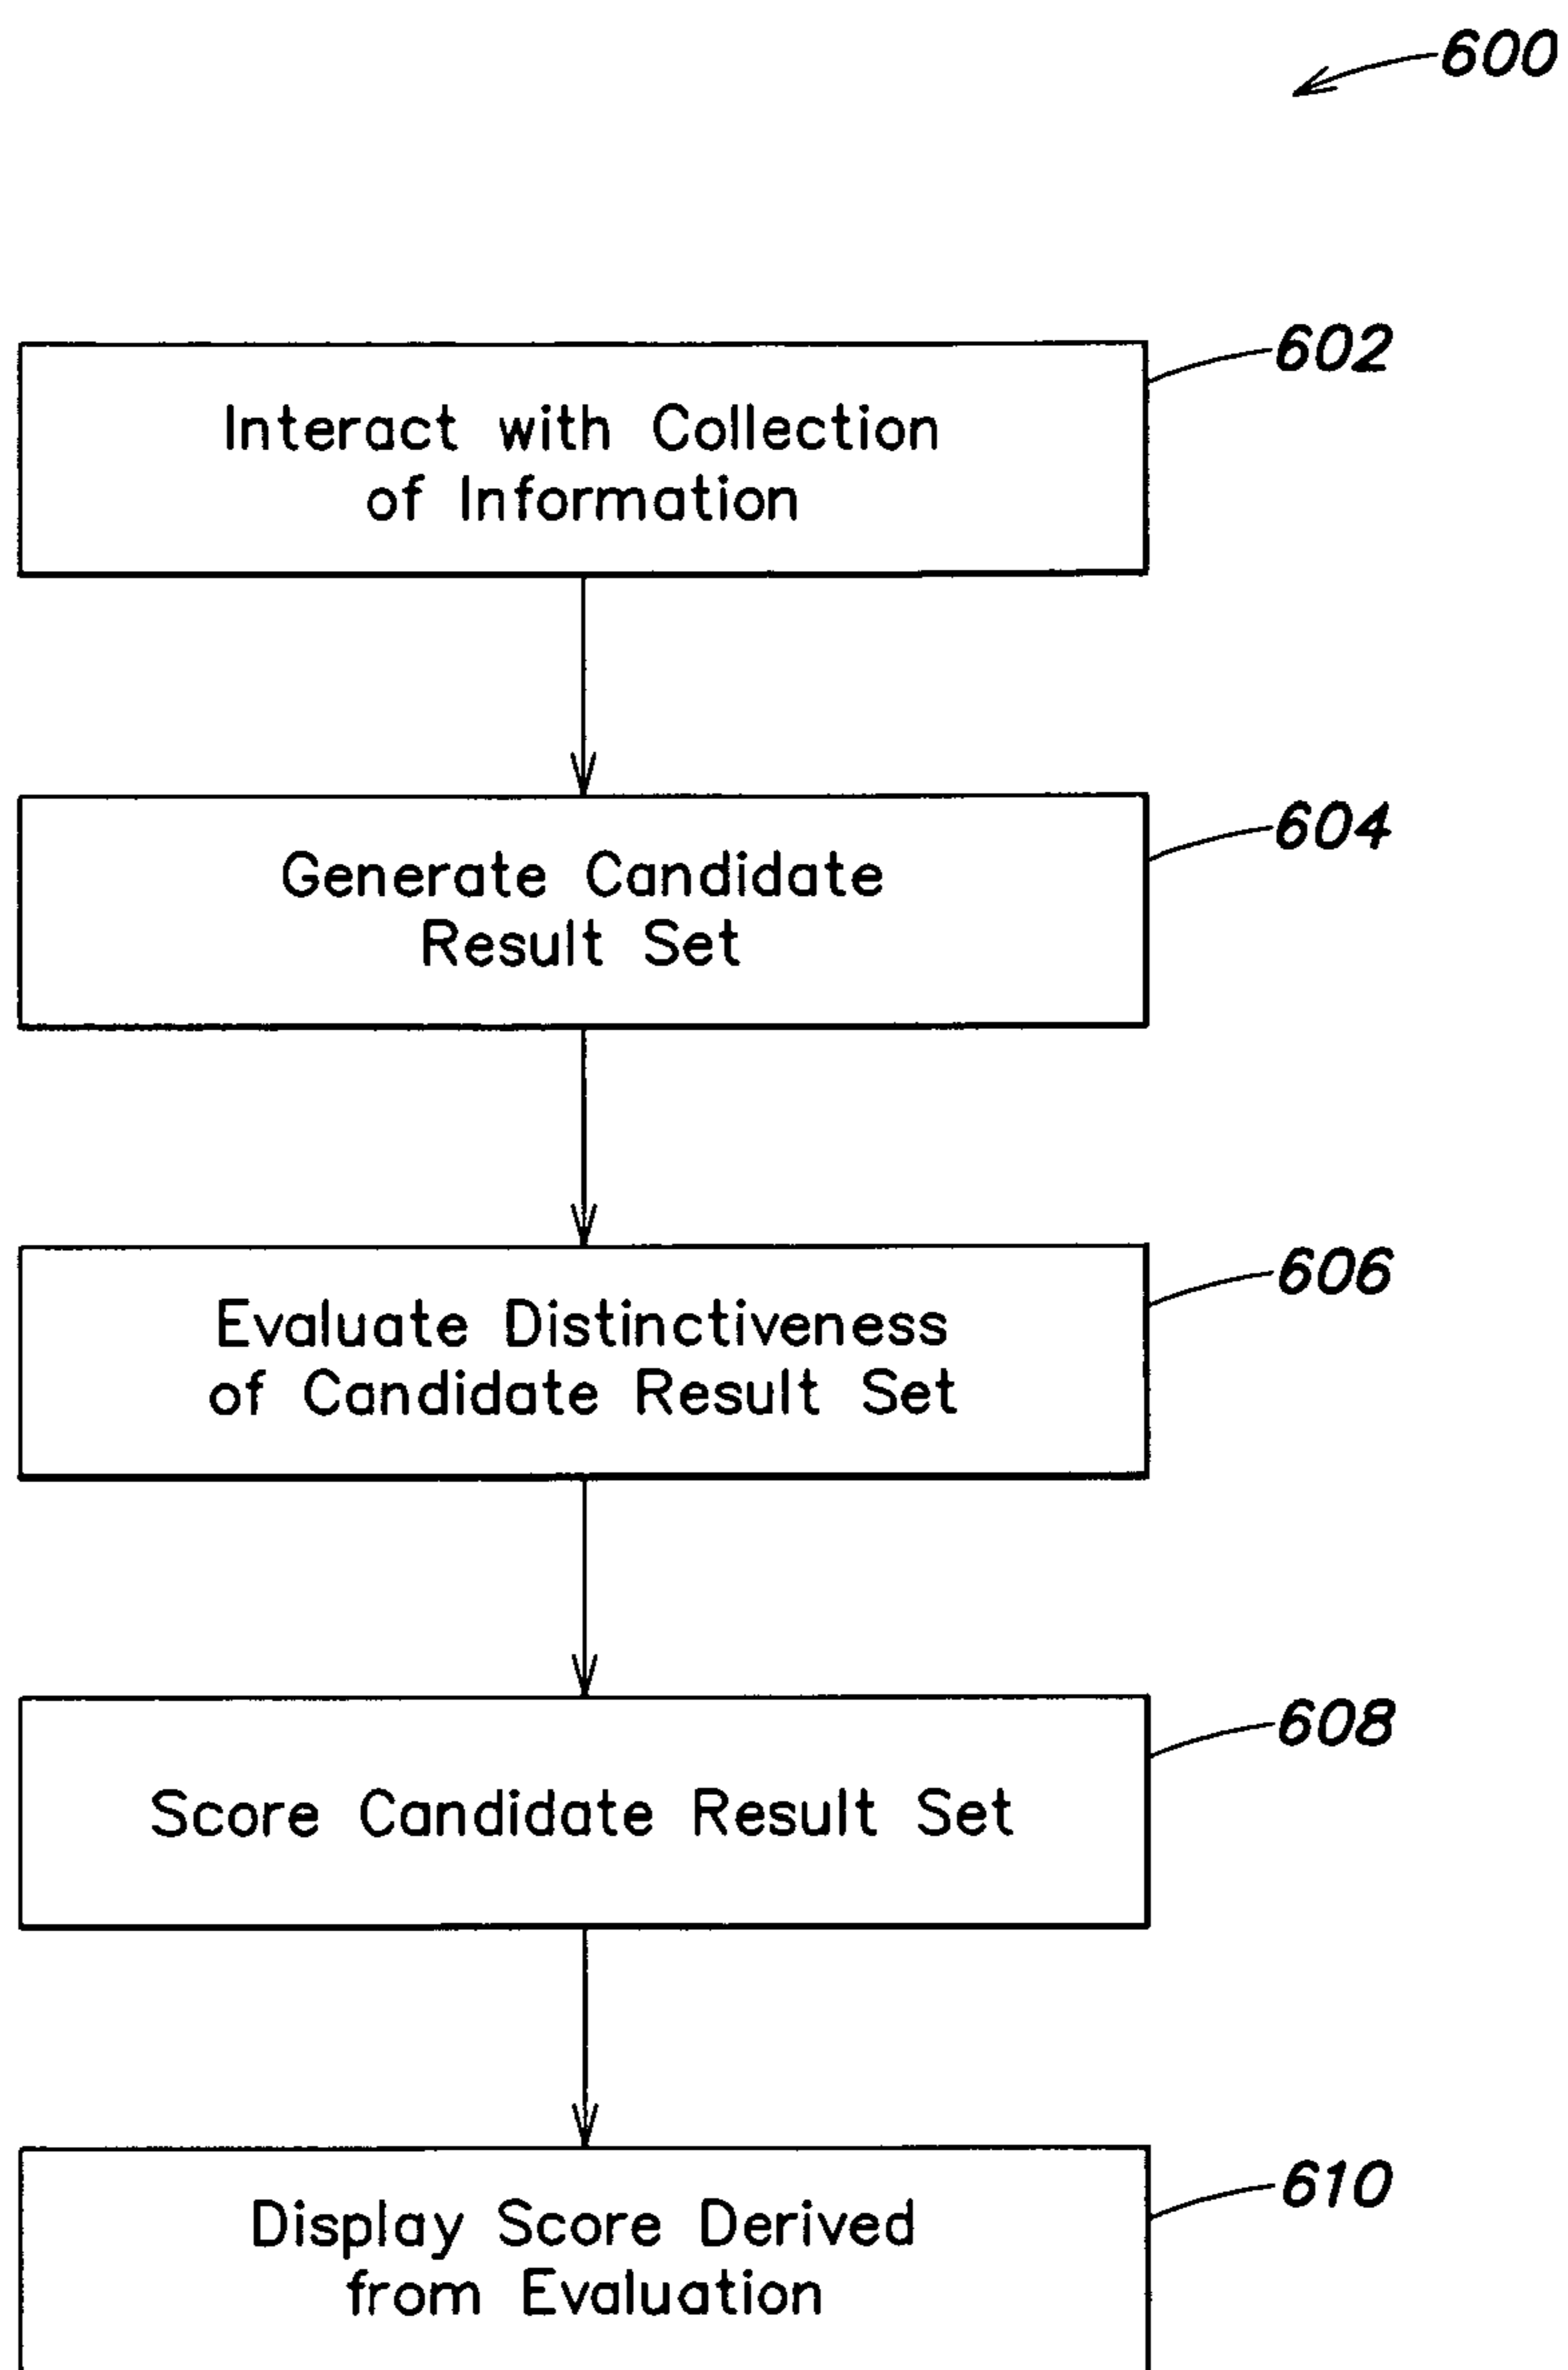 600
602
Interact with Collection
of Information
604
Generate Candidate
Result Set
606
Evaluate Distinctiveness
of Candidate Result Set
608
Score Candidate Result Set
610
Display Score Derived
from Evaluation